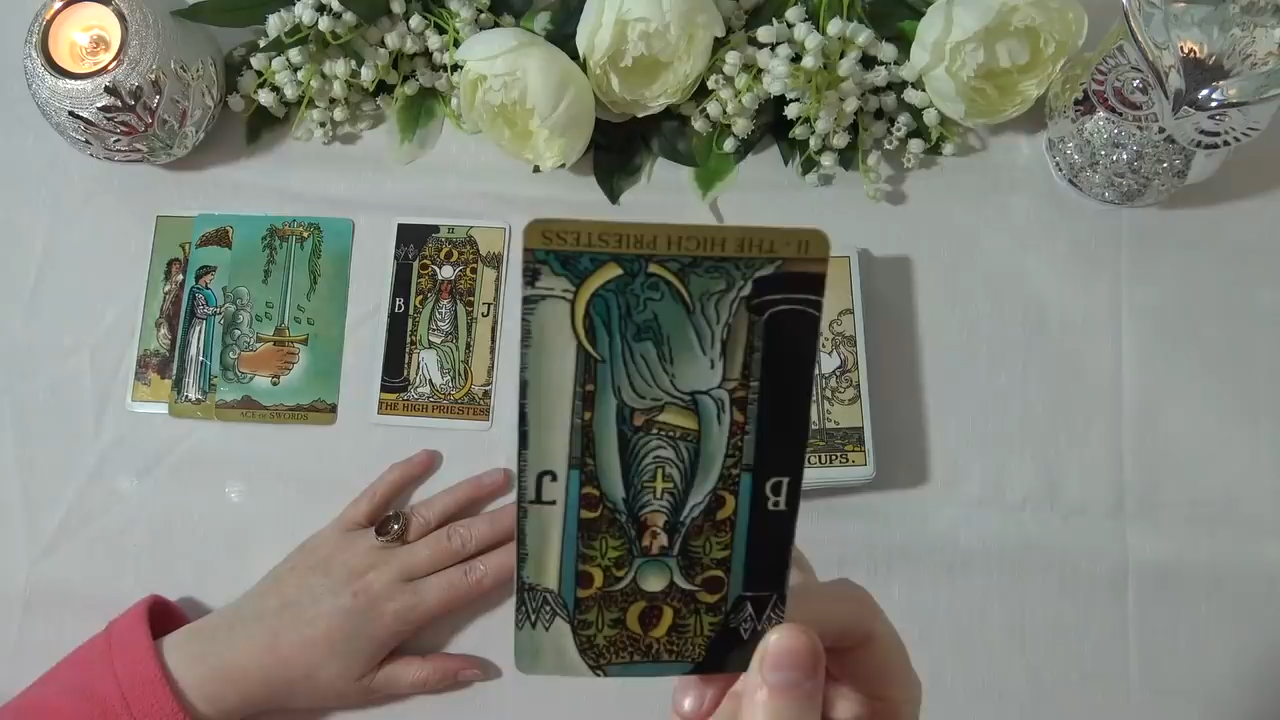 ACE OF SWORDS
II
B
J
THE HIGH PRIESTESS
II · THE HIGH PRIESTESS
J
B
CUPS.